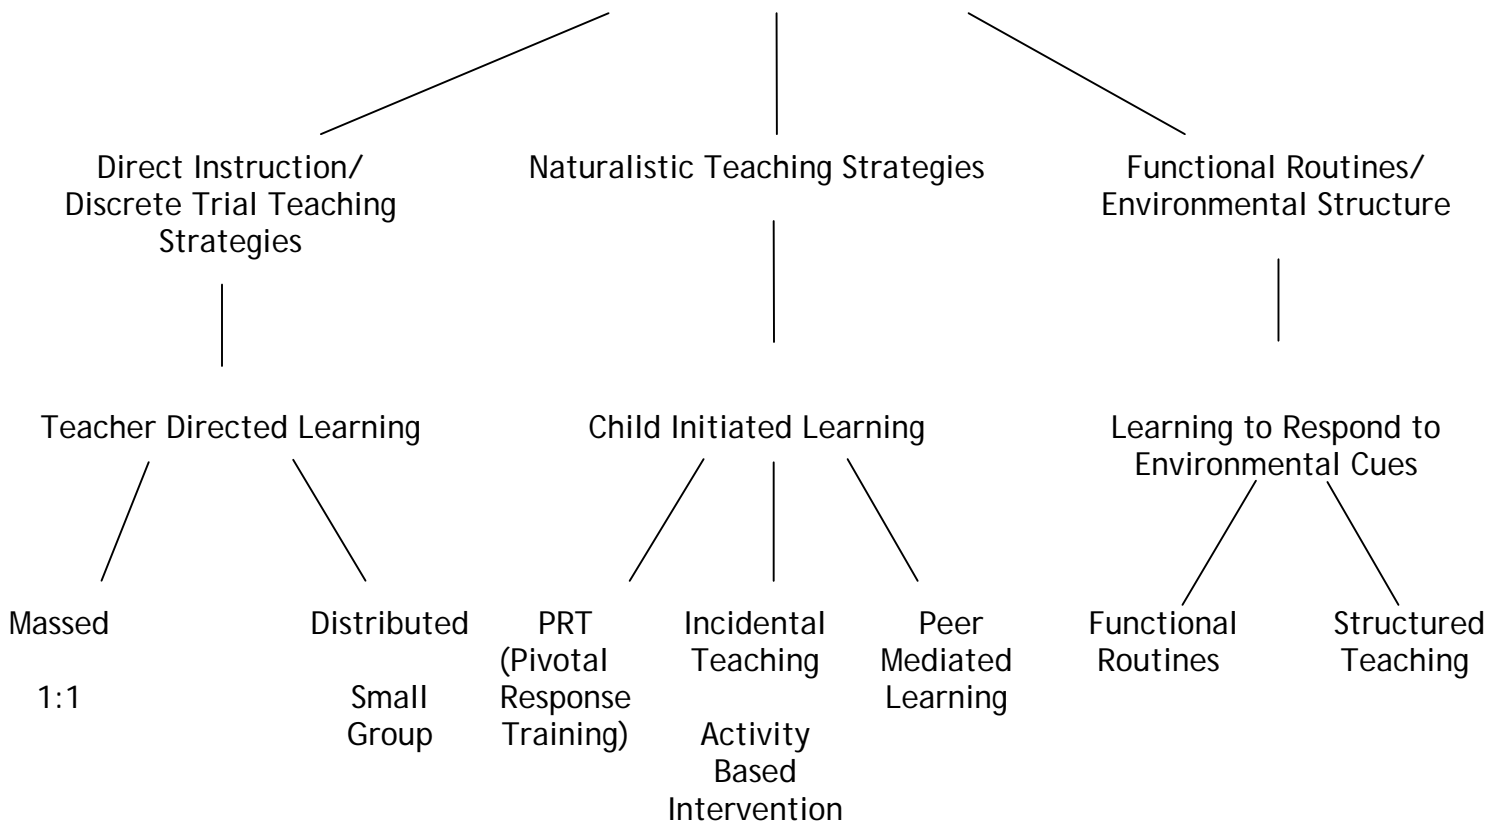 Direct Instruction/
Discrete Trial Teaching
Strategies
Naturalistic Teaching Strategies
Functional Routines/
Environmental Structure
Teacher Directed Learning
Child Initiated Learning
Learning to Respond to
Environmental Cues
Massed
1:1
Distributed
Small
Group
PRT
(Pivotal
Response
Training)
Incidental
Teaching
Activity
Based
Intervention
Peer
Mediated
Learning
Functional
Routines
Structured
Teaching